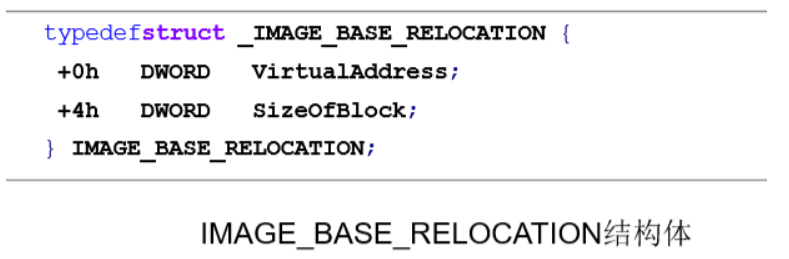 typedefstruct _IMAGE_BASE_RELOCATION {
+0h DWORD VirtualAddress;
+4h DWORD SizeOfBlock;
} IMAGE_BASE_RELOCATION;
IMAGE_BASE_RELOCATION结构体